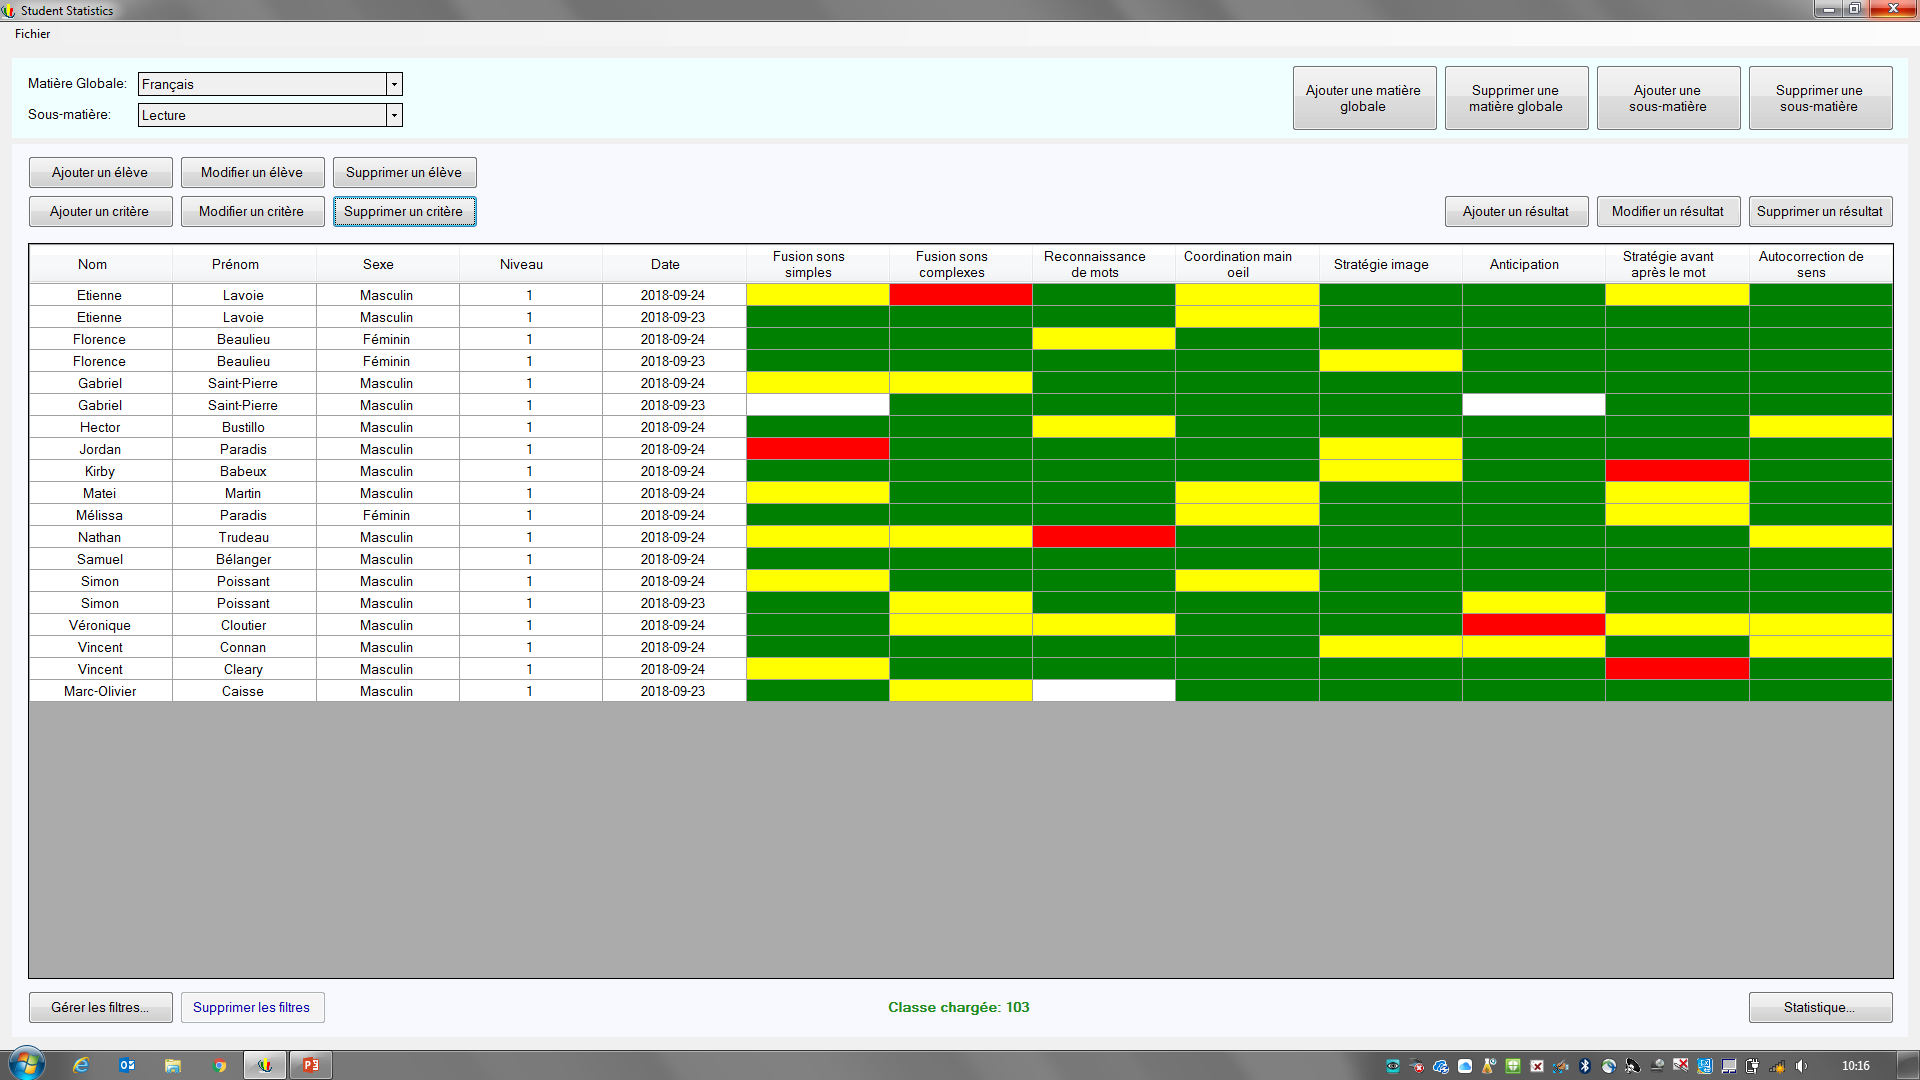 Student Statistics
Fichier
Matière Globale: Français
Sous-matière: Lecture
Ajouter une matière globale
Supprimer une matière globale
Ajouter une sous-matière
Supprimer une sous-matière
Ajouter un élève Modifier un élève Supprimer un élève
Ajouter un critère Modifier un critère Supprimer un critère
Ajouter un résultat Modifier un résultat Supprimer un résultat
Nom Prénom Sexe Niveau Date Fusion sons simples Fusion sons complexes Reconnaissance de mots Coordination main oeil Stratégie image Anticipation Stratégie avant après le mot Autocorrection de sens
Etienne Lavoie Masculin 1 2018-09-24
Etienne Lavoie Masculin 1 2018-09-23
Florence Beaulieu Féminin 1 2018-09-24
Florence Beaulieu Féminin 1 2018-09-23
Gabriel Saint-Pierre Masculin 1 2018-09-24
Gabriel Saint-Pierre Masculin 1 2018-09-23
Hector Bustillo Masculin 1 2018-09-24
Jordan Paradis Masculin 1 2018-09-24
Kirby Babeux Masculin 1 2018-09-24
Matei Martin Masculin 1 2018-09-24
Mélissa Paradis Féminin 1 2018-09-24
Nathan Trudeau Masculin 1 2018-09-24
Samuel Bélanger Masculin 1 2018-09-24
Simon Poissant Masculin 1 2018-09-24
Simon Poissant Masculin 1 2018-09-23
Véronique Cloutier Masculin 1 2018-09-24
Vincent Connan Masculin 1 2018-09-24
Vincent Cleary Masculin 1 2018-09-24
Marc-Olivier Caisse Masculin 1 2018-09-23
Gérer les filtres... Supprimer les filtres Classe chargée: 103 Statistique...
10:16